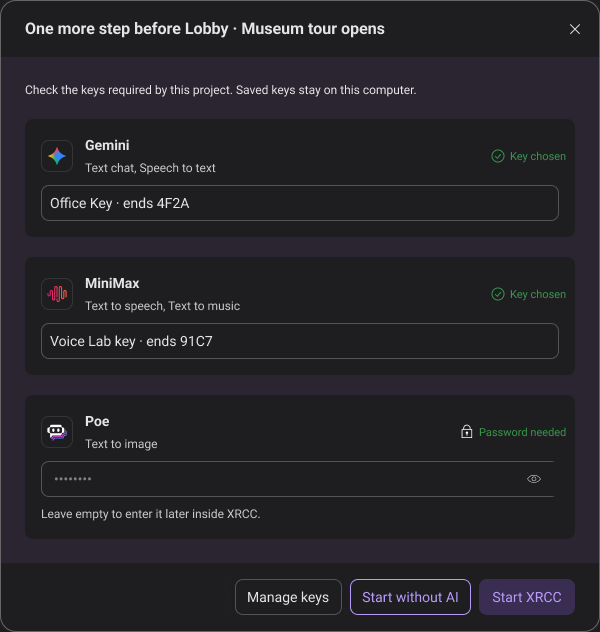 One more step before Lobby · Museum tour opens
Check the keys required by this project. Saved keys stay on this computer.
Gemini
Text chat, Speech to text
Key chosen
Office Key · ends 4F2A
MiniMax
Text to speech, Text to music
Key chosen
Voice Lab key · ends 91C7
Poe
Text to image
Password needed
••••••••
Leave empty to enter it later inside XRCC.
Manage keys
Start without AI
Start XRCC